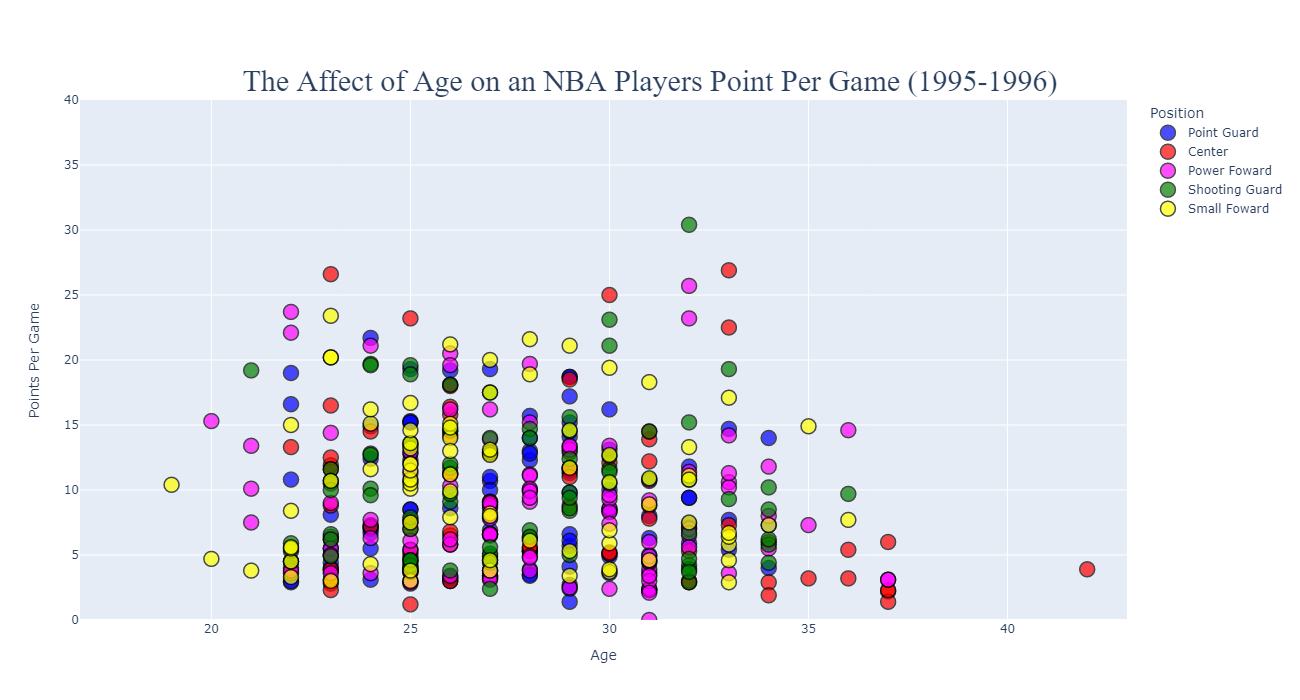 The Affect of Age on an NBA Players Point Per Game (1995-1996)
Position
Point Guard
Center
Power Foward
Shooting Guard
Small Foward
Points Per Game
40
35
30
25
20
15
10
5
0
20
25
30
35
40
Age